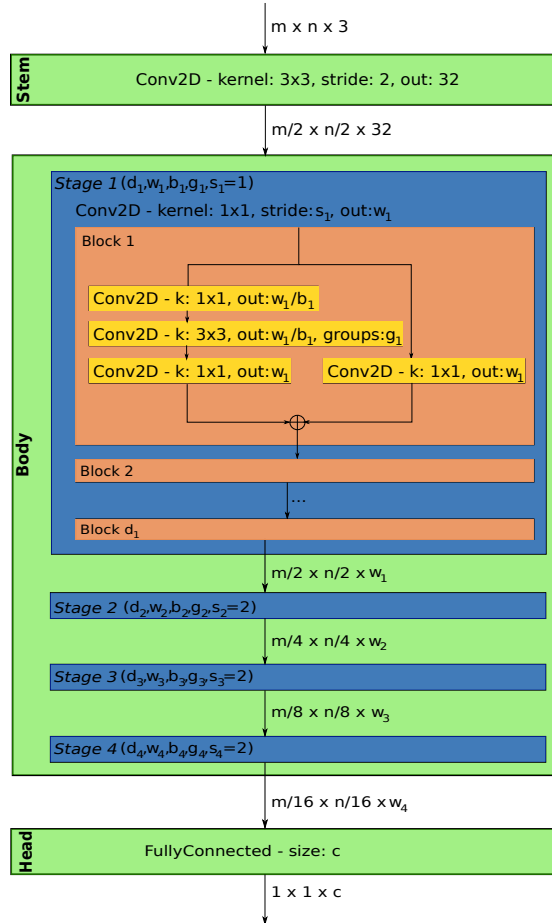 m x n x 3
Stem
Conv2D - kernel: 3x3, stride: 2, out: 32
m/2 x n/2 x 32
Body
Stage 1 (d₁,w₁,b₁,g₁,s₁=1)
Conv2D - kernel: 1x1, stride:s₁, out:w₁
Block 1
Conv2D - k: 1x1, out:w₁/b₁
Conv2D - k: 3x3, out:w₁/b₁, groups:g₁
Conv2D - k: 1x1, out:w₁
Conv2D - k: 1x1, out:w₁
Block 2
...
Block d₁
m/2 x n/2 x w₁
Stage 2 (d₂,w₂,b₂,g₂,s₂=2)
m/4 x n/4 x w₂
Stage 3 (d₃,w₃,b₃,g₃,s₃=2)
m/8 x n/8 x w₃
Stage 4 (d₄,w₄,b₄,g₄,s₄=2)
m/16 x n/16 x w₄
Head
FullyConnected - size: c
1 x 1 x c